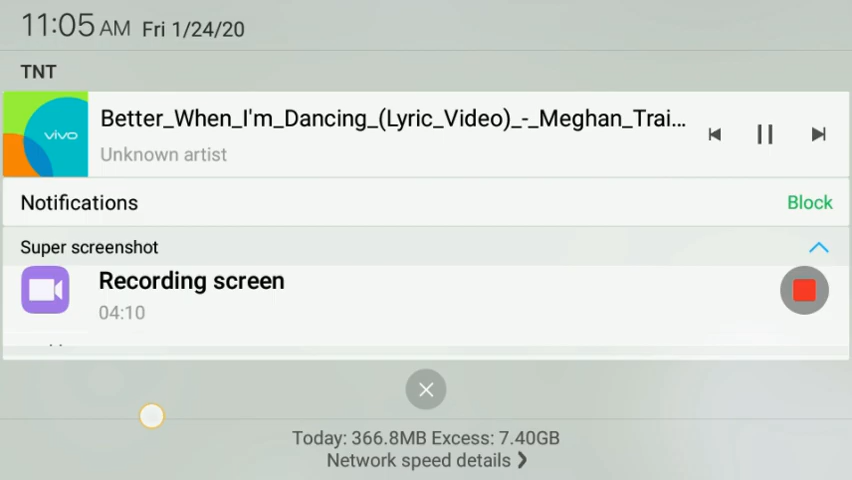 11:05 AM Fri 1/24/20
TNT
vivo
Better_When_I'm_Dancing_(Lyric_Video)_-_Meghan_Trai...
Unknown artist
Notifications
Block
Super screenshot
Recording screen
04:10
Today: 366.8MB Excess: 7.40GB
Network speed details